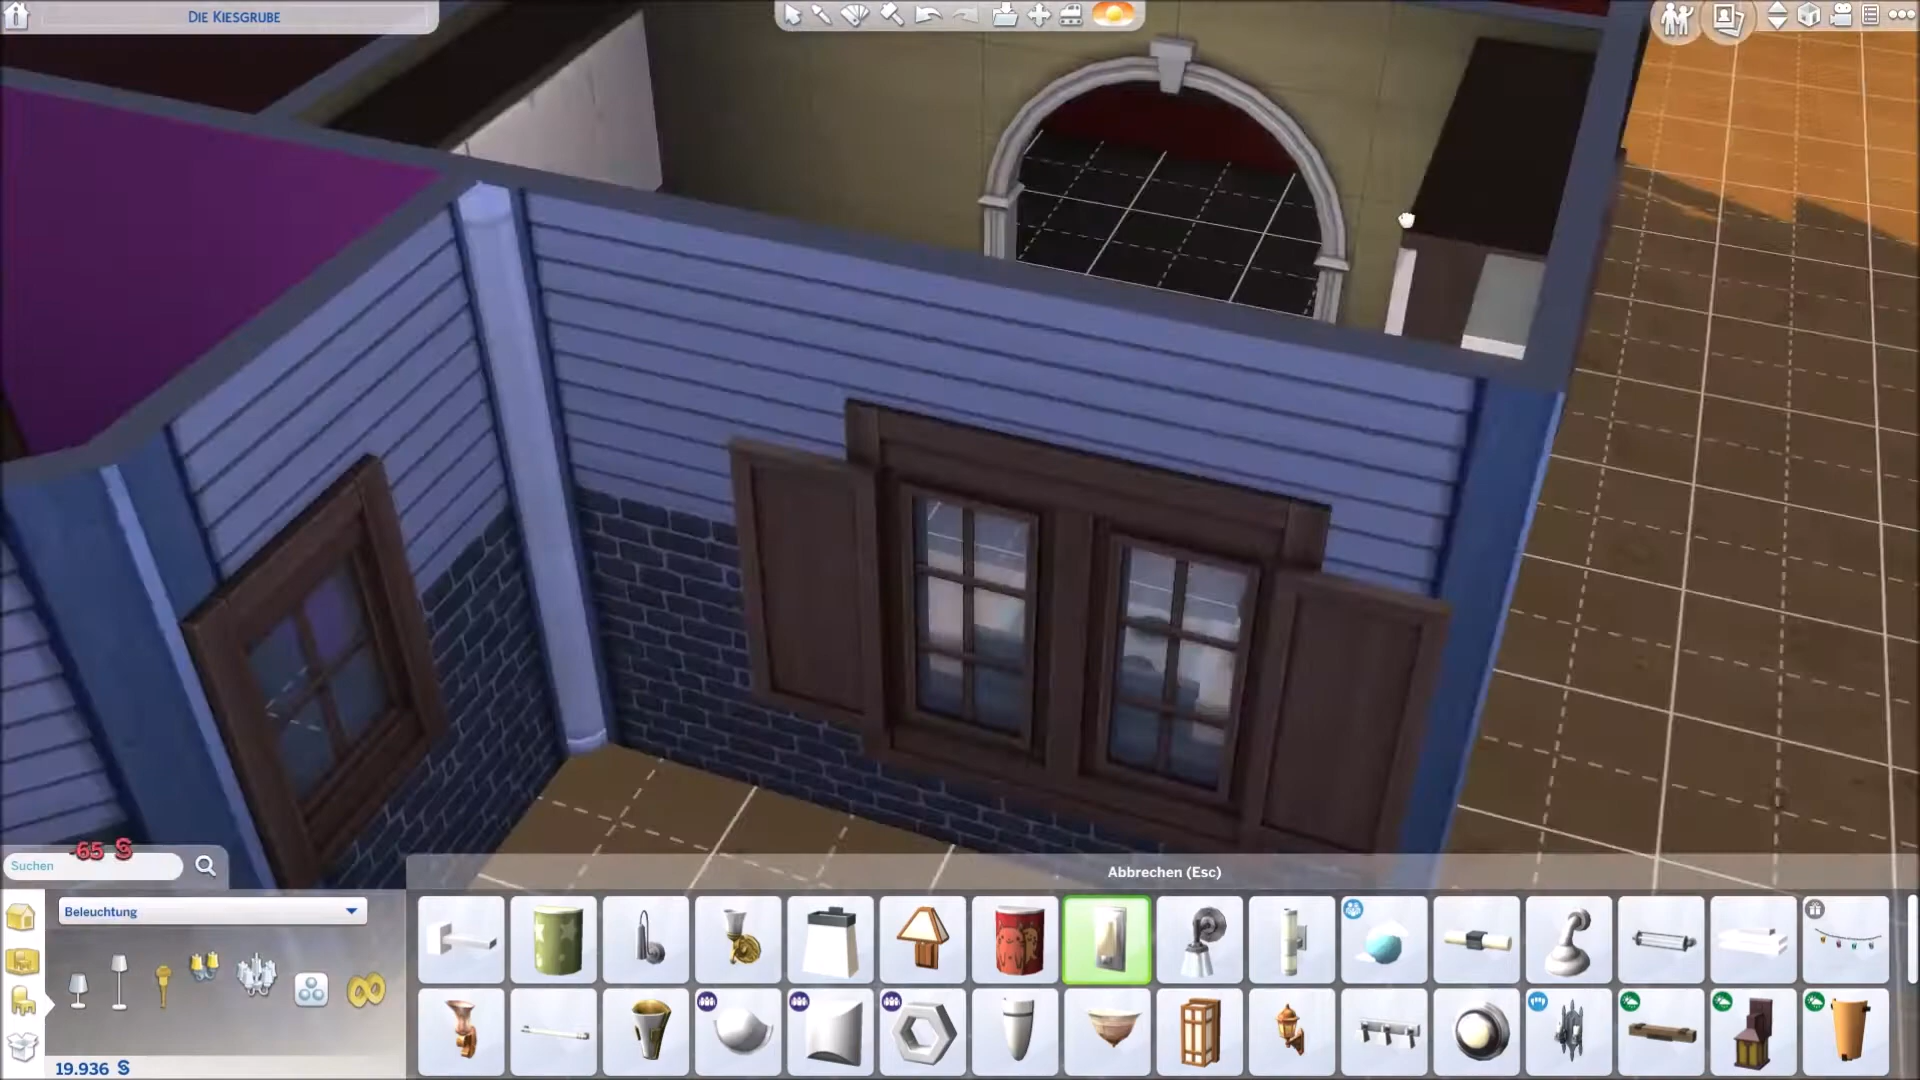 DIE KIESGRUBE
-65 §
Suchen
Abbrechen (Esc)
Beleuchtung
19.936 §